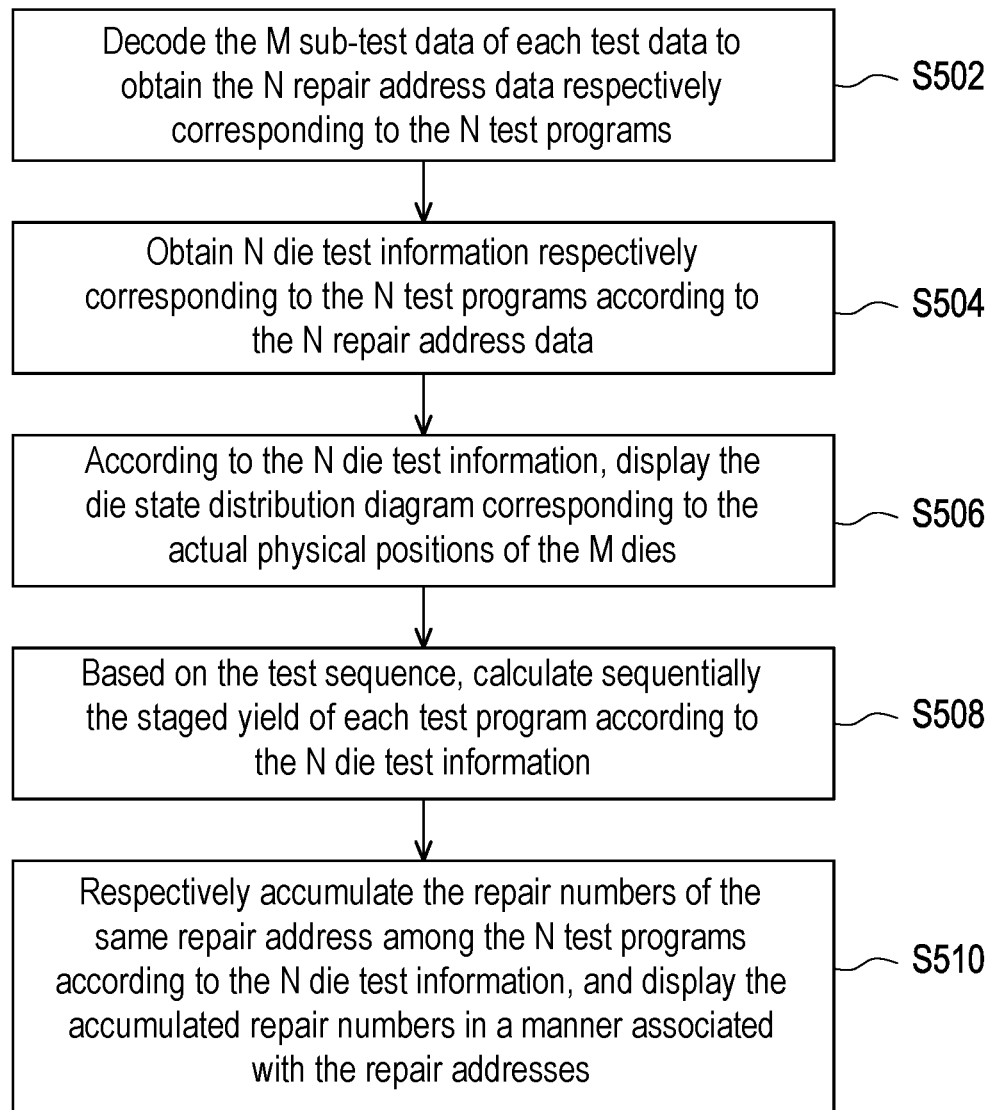 Decode the M sub-test data of each test data to
obtain the N repair address data respectively
corresponding to the N test programs
S502
Obtain N die test information respectively
corresponding to the N test programs according to
the N repair address data
S504
According to the N die test information, display the
die state distribution diagram corresponding to the
actual physical positions of the M dies
S506
Based on the test sequence, calculate sequentially
the staged yield of each test program according to
the N die test information
S508
Respectively accumulate the repair numbers of the
same repair address among the N test programs
according to the N die test information, and display the
accumulated repair numbers in a manner associated
with the repair addresses
S510